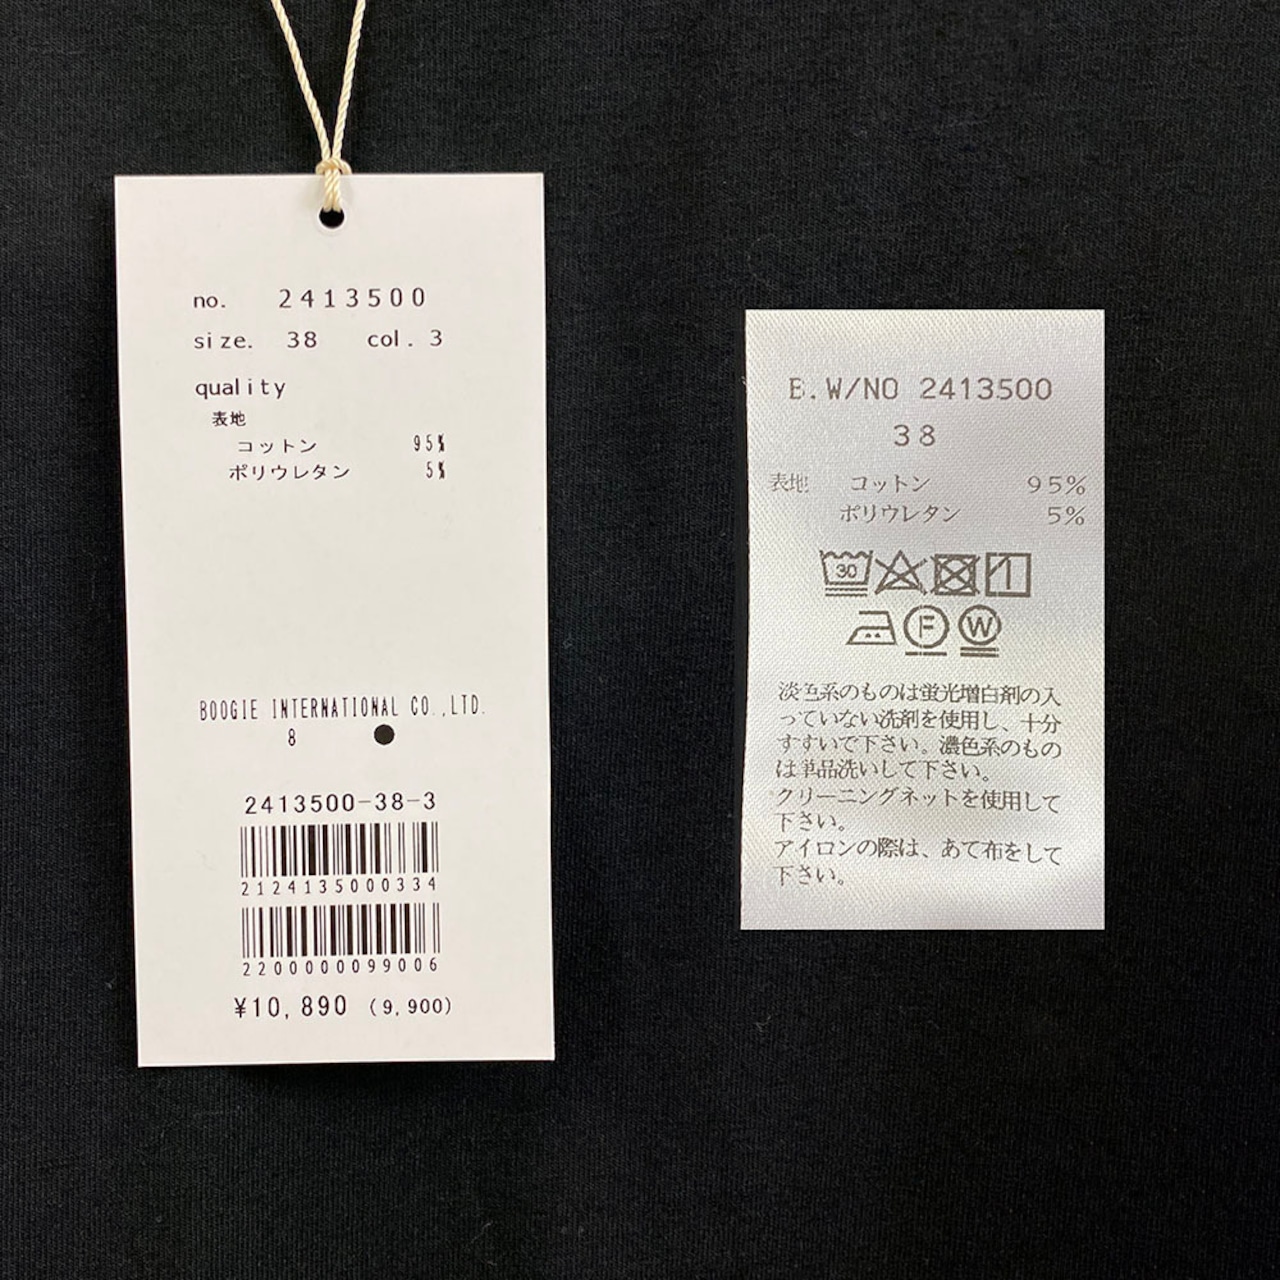 no. 2413500
size. 38 col. 3
quality
表地
コットン 95%
ポリウレタン 5%
BOOGIE INTERNATIONAL CO.,LTD.
8 ●
2413500-38-3
2124135000334
2200000099006
¥10,890 (9,900)
B.W/NO 2413500
38
表地 コットン 95%
ポリウレタン 5%
30
F W
淡色系のものは蛍光増白剤の入
っていない洗剤を使用し、十分
すすいで下さい。濃色系のもの
は単品洗いして下さい。
クリーニングネットを使用して
下さい。
アイロンの際は、あて布をして
下さい。